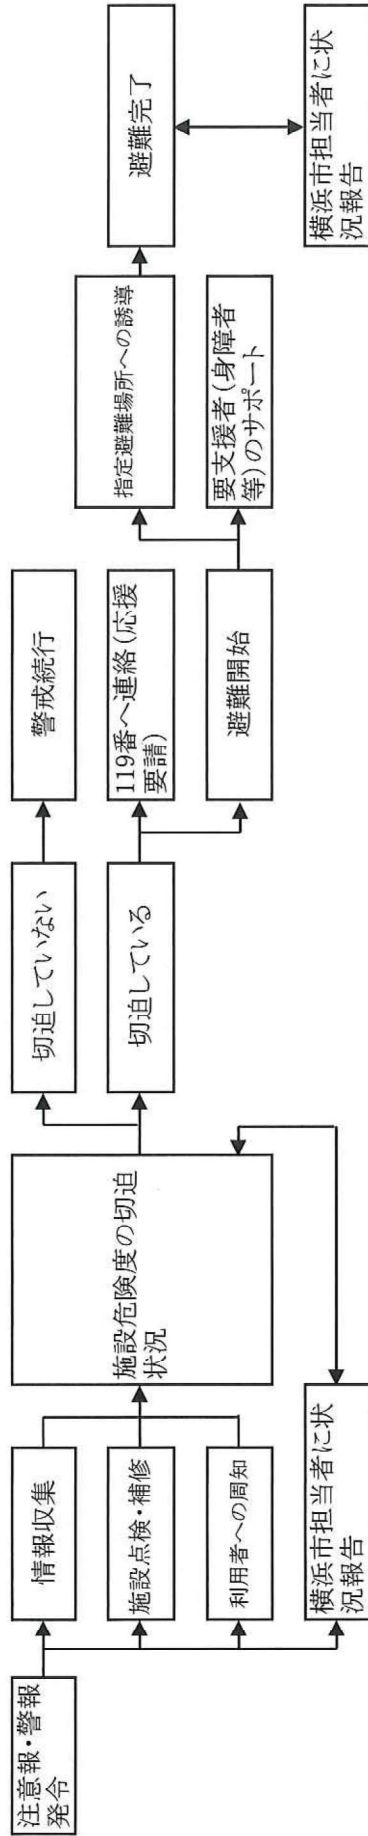 注意報・警報
発令
情報収集
施設点検・補修
利用者への周知
横浜市担当者に状
況報告
施設危険度の切迫
状況
切迫していない
切迫している
警戒続行
119番へ連絡(応援
要請)
避難開始
指定避難場所への誘導
要支援者(身障者
等)のサポート
避難完了
横浜市担当者に状
況報告